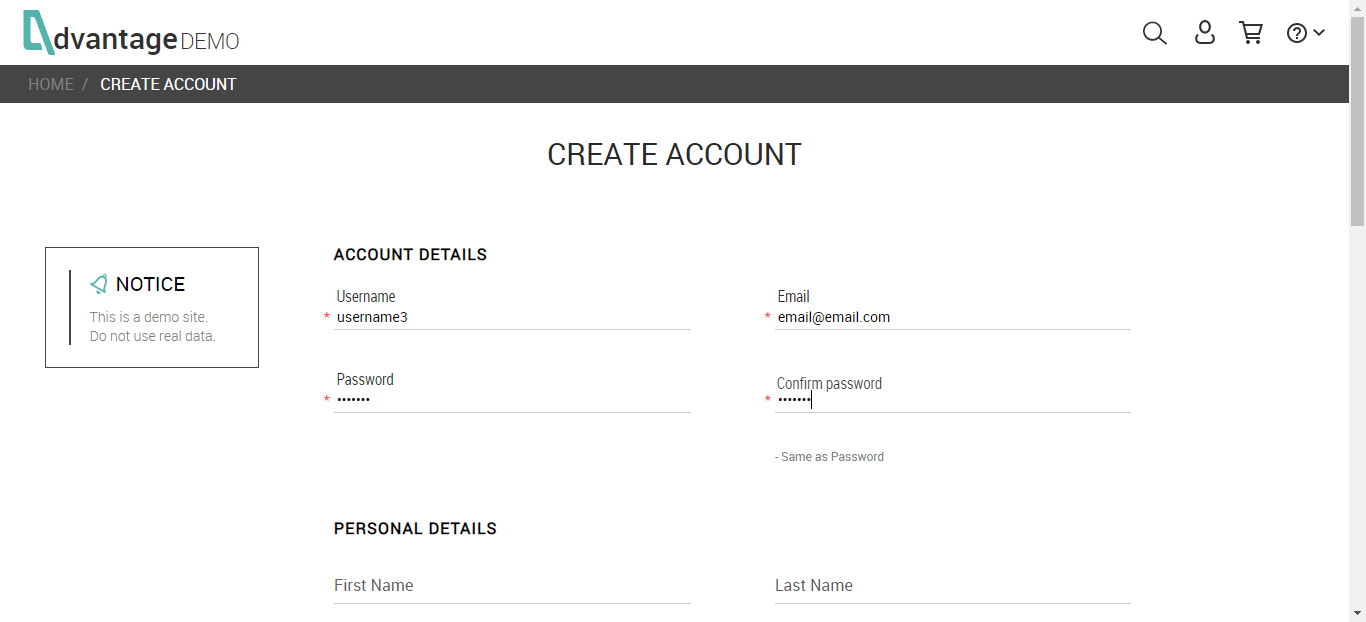 dvantage DEMO
HOME / CREATE ACCOUNT
CREATE ACCOUNT
NOTICE
This is a demo site.
Do not use real data.
ACCOUNT DETAILS
Username
* username3
Email
* email@email.com
Password
* •••••••
Confirm password
* •••••••
- Same as Password
PERSONAL DETAILS
First Name
Last Name